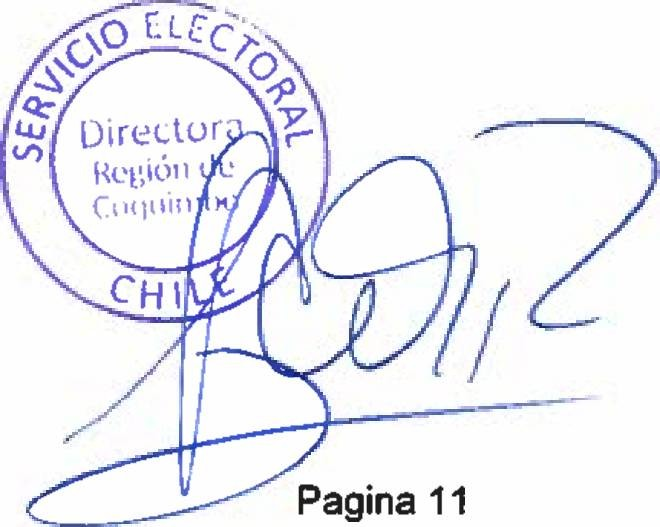 SERVICIO ELECTORAL
Directora
Región de
Coquimbo
CHILE
Pagina 11